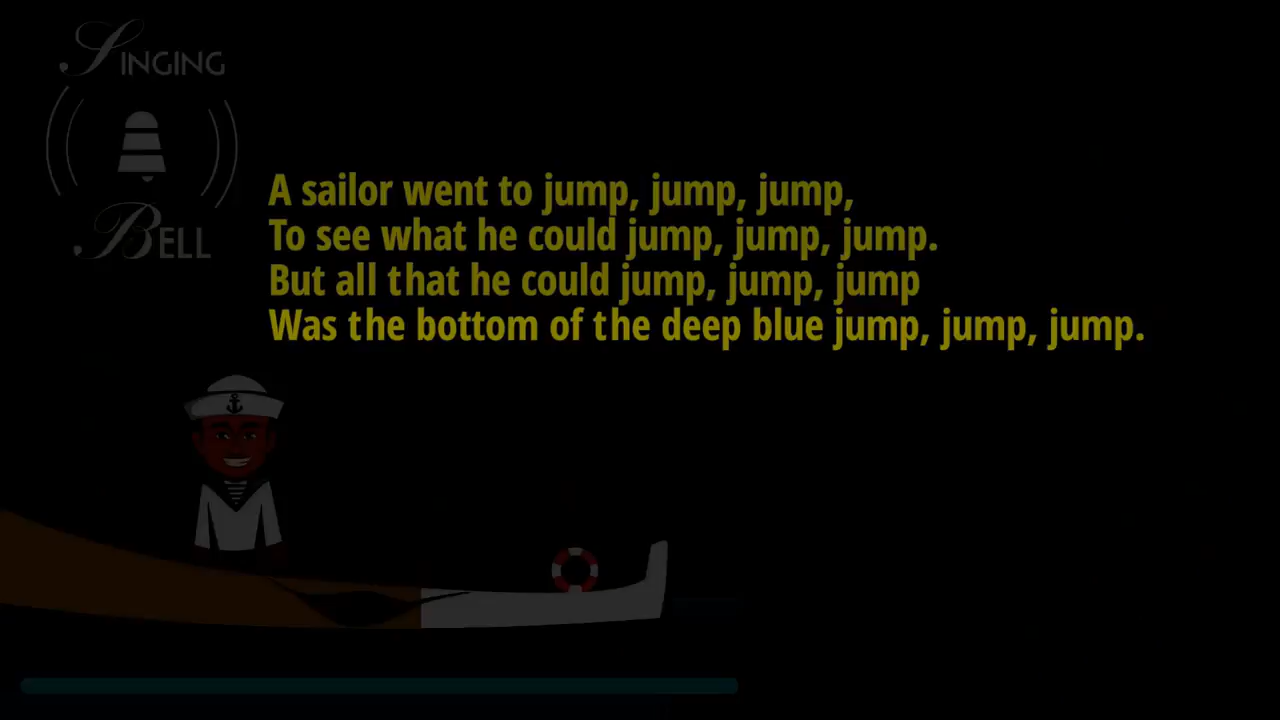 SINGING
BELL
A sailor went to jump, jump, jump,
To see what he could jump, jump, jump.
But all that he could jump, jump, jump
Was the bottom of the deep blue jump, jump, jump.